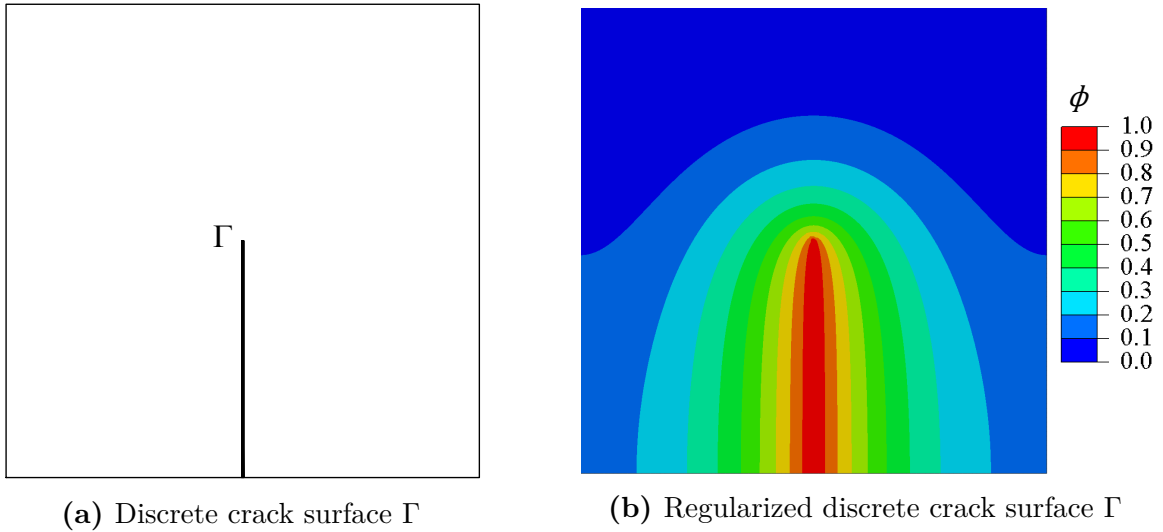 Γ
ϕ
1.0
0.9
0.8
0.7
0.6
0.5
0.4
0.3
0.2
0.1
0.0
(a) Discrete crack surface Γ
(b) Regularized discrete crack surface Γ